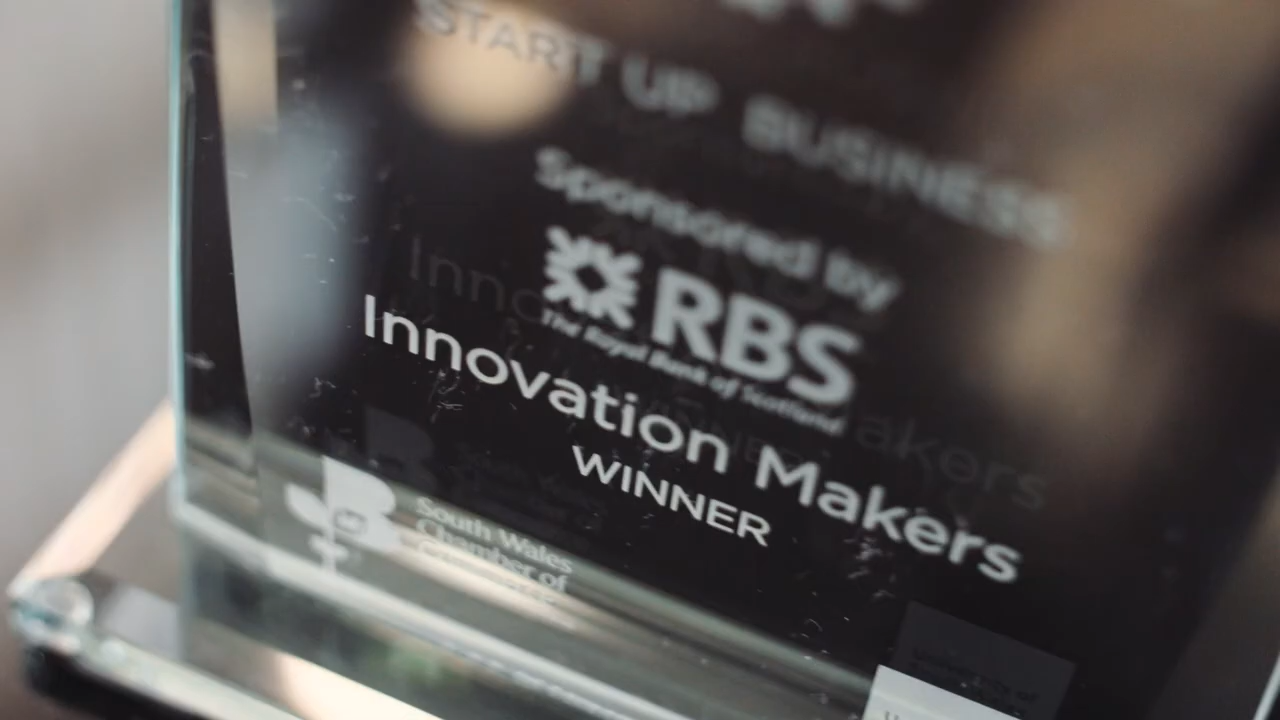 START UP BUSINESS
Sponsored by
RBS
The Royal Bank of Scotland
Innovation Makers
WINNER
South Wales
Chamber of